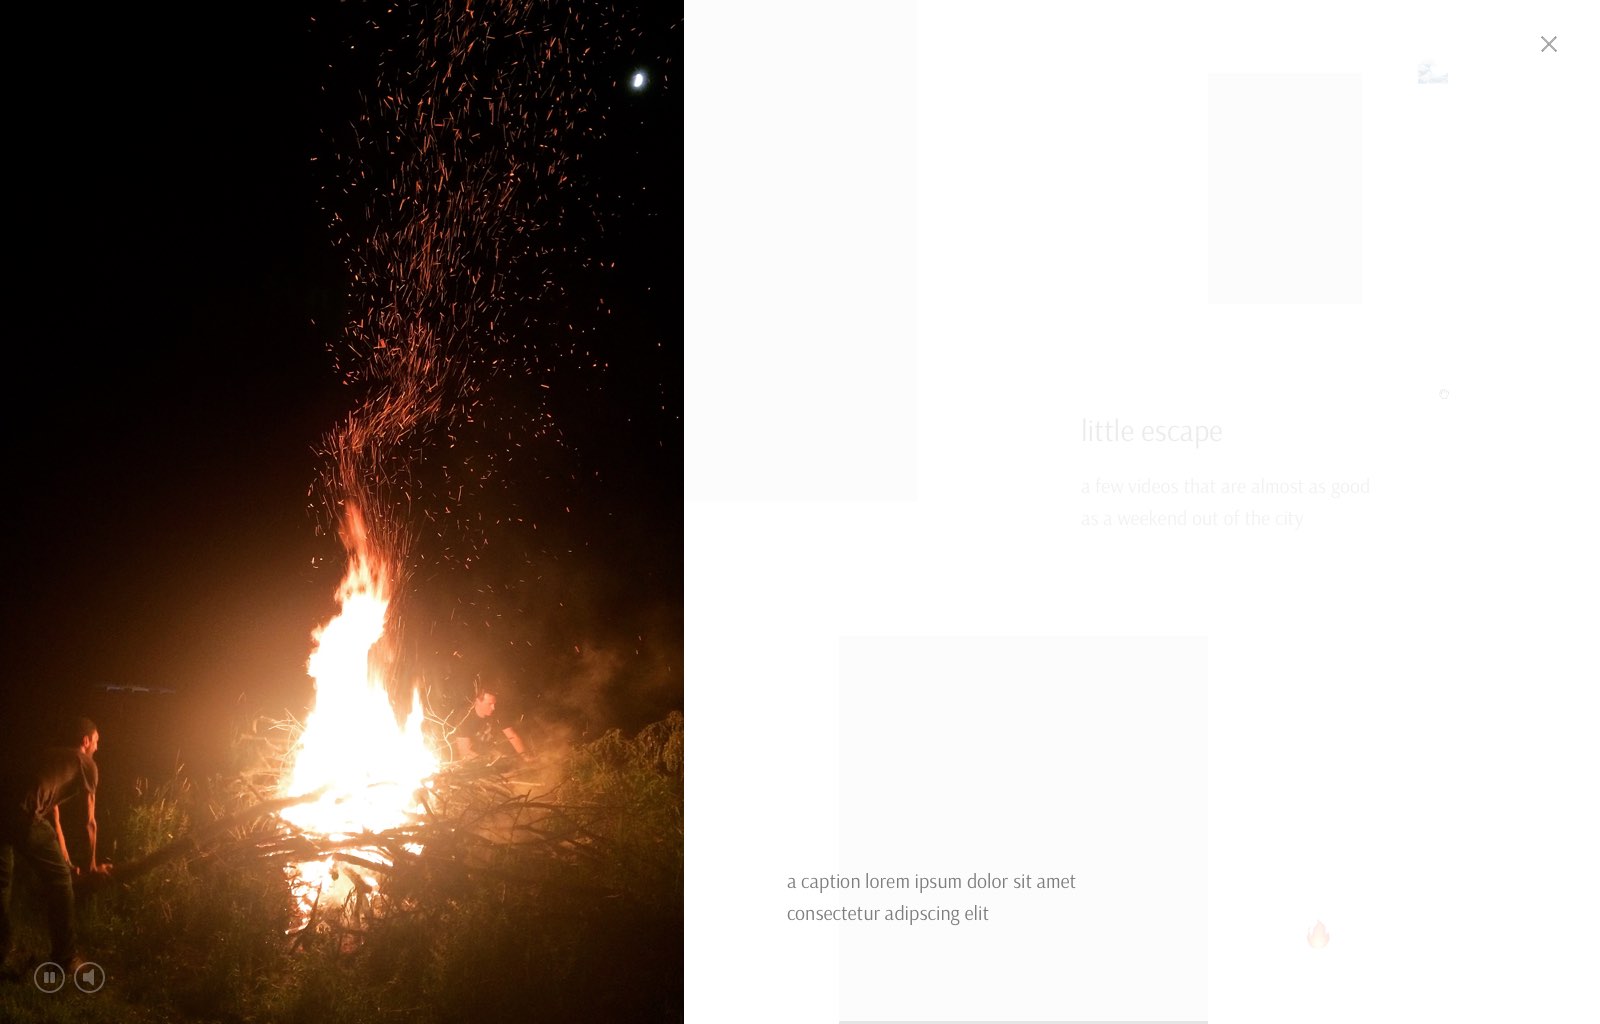 little escape
a few videos that are almost as good
as a weekend out of the city
a caption lorem ipsum dolor sit amet
consectetur adipscing elit